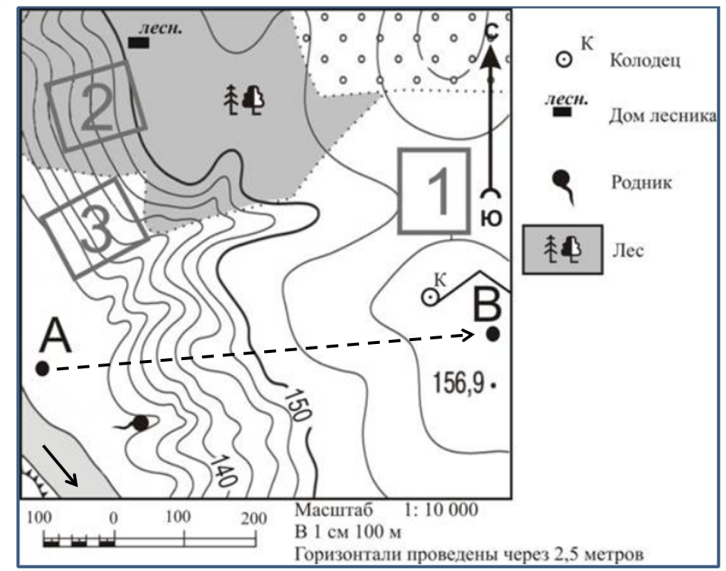 лесн.
С
2
1
3
Ю
К
А
В
156,9
150
140
К
Колодец
лесн.
Дом лесника
Родник
Лес
100 0 100 200
Масштаб 1: 10 000
В 1 см 100 м
Горизонтали проведены через 2,5 метров